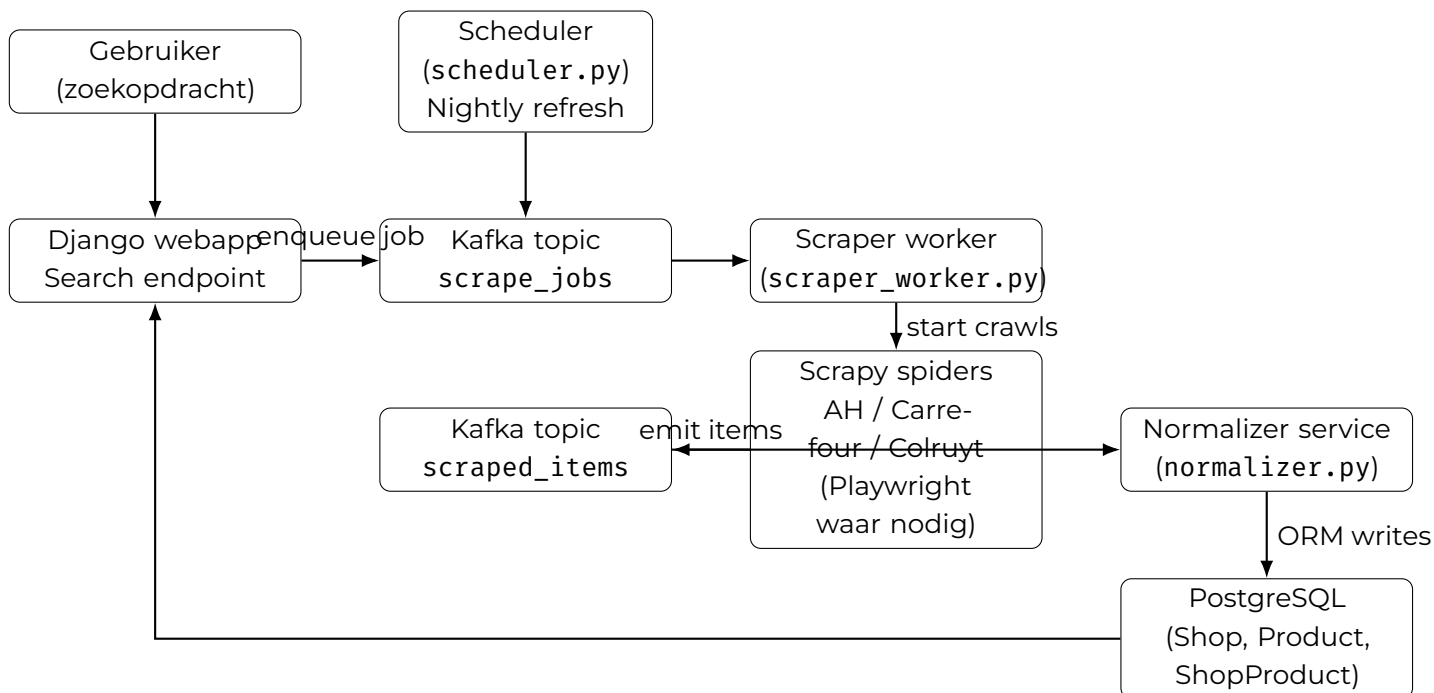 Gebruiker
(zoekopdracht)
Scheduler
(scheduler.py)
Nightly refresh
Django webapp
Search endpoint
enqueue job
Kafka topic
scrape_jobs
Scraper worker
(scraper_worker.py)
start crawls
Scrapy spiders
AH / Carre-
four / Colruyt
(Playwright
waar nodig)
emit items
Kafka topic
scraped_items
Normalizer service
(normalizer.py)
ORM writes
PostgreSQL
(Shop, Product,
ShopProduct)